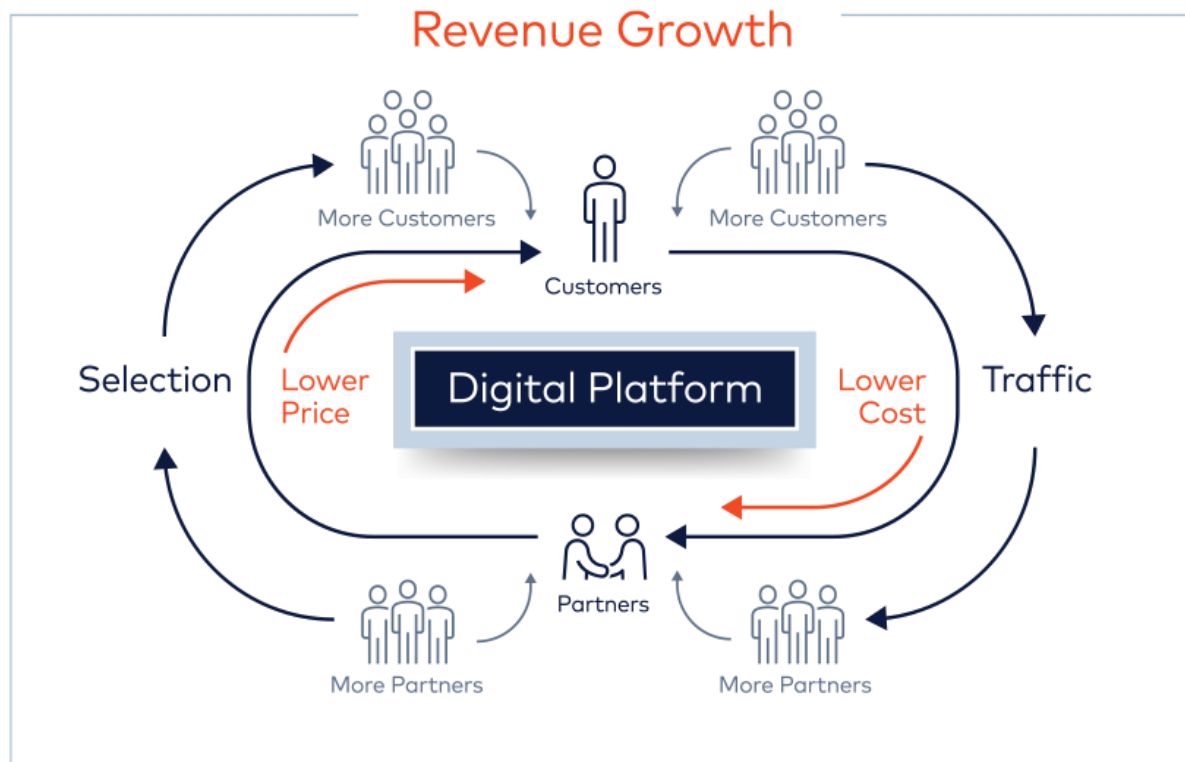 Revenue Growth
More Customers
More Customers
Customers
Selection
Lower
Price
Digital Platform
Lower
Cost
Traffic
Partners
More Partners
More Partners